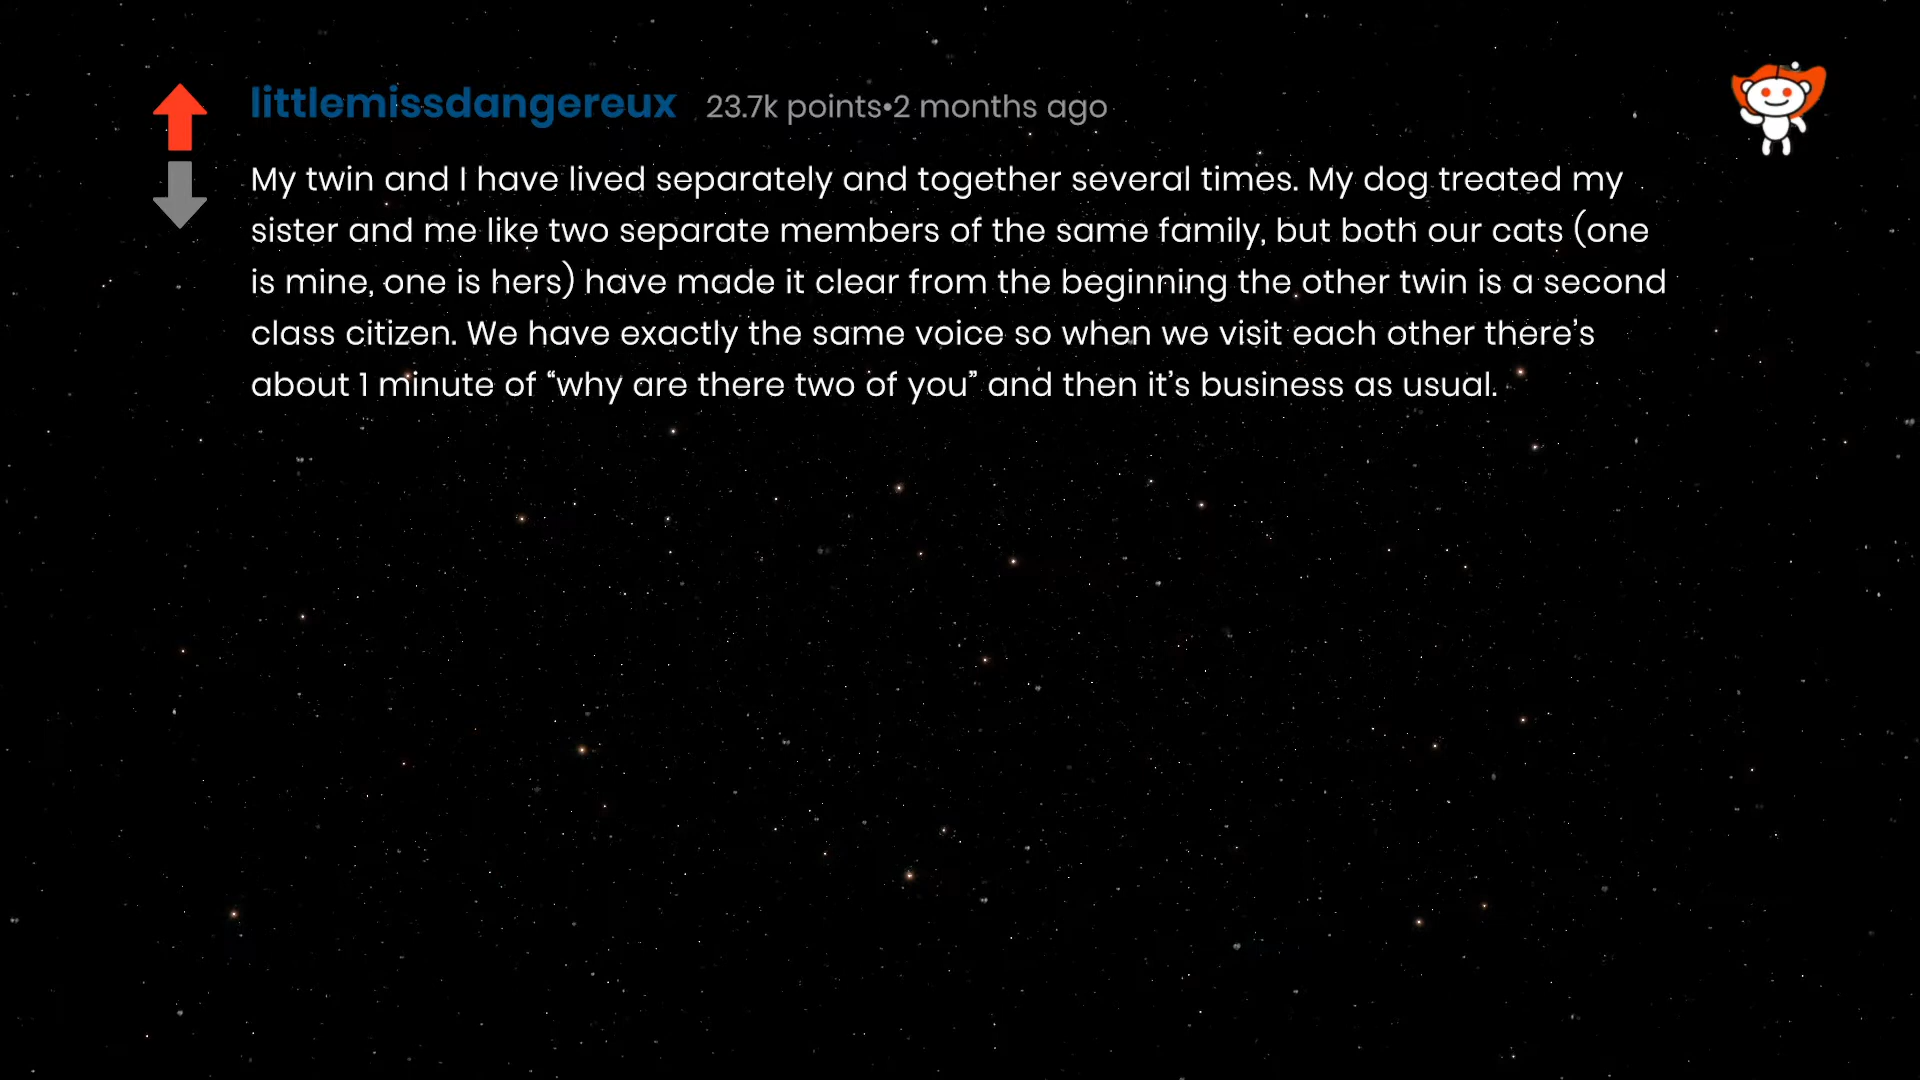 littlemissdangereux 23.7k points•2 months ago
My twin and I have lived separately and together several times. My dog treated my
sister and me like two separate members of the same family, but both our cats (one
is mine, one is hers) have made it clear from the beginning the other twin is a second
class citizen. We have exactly the same voice so when we visit each other there’s
about 1 minute of “why are there two of you” and then it’s business as usual.